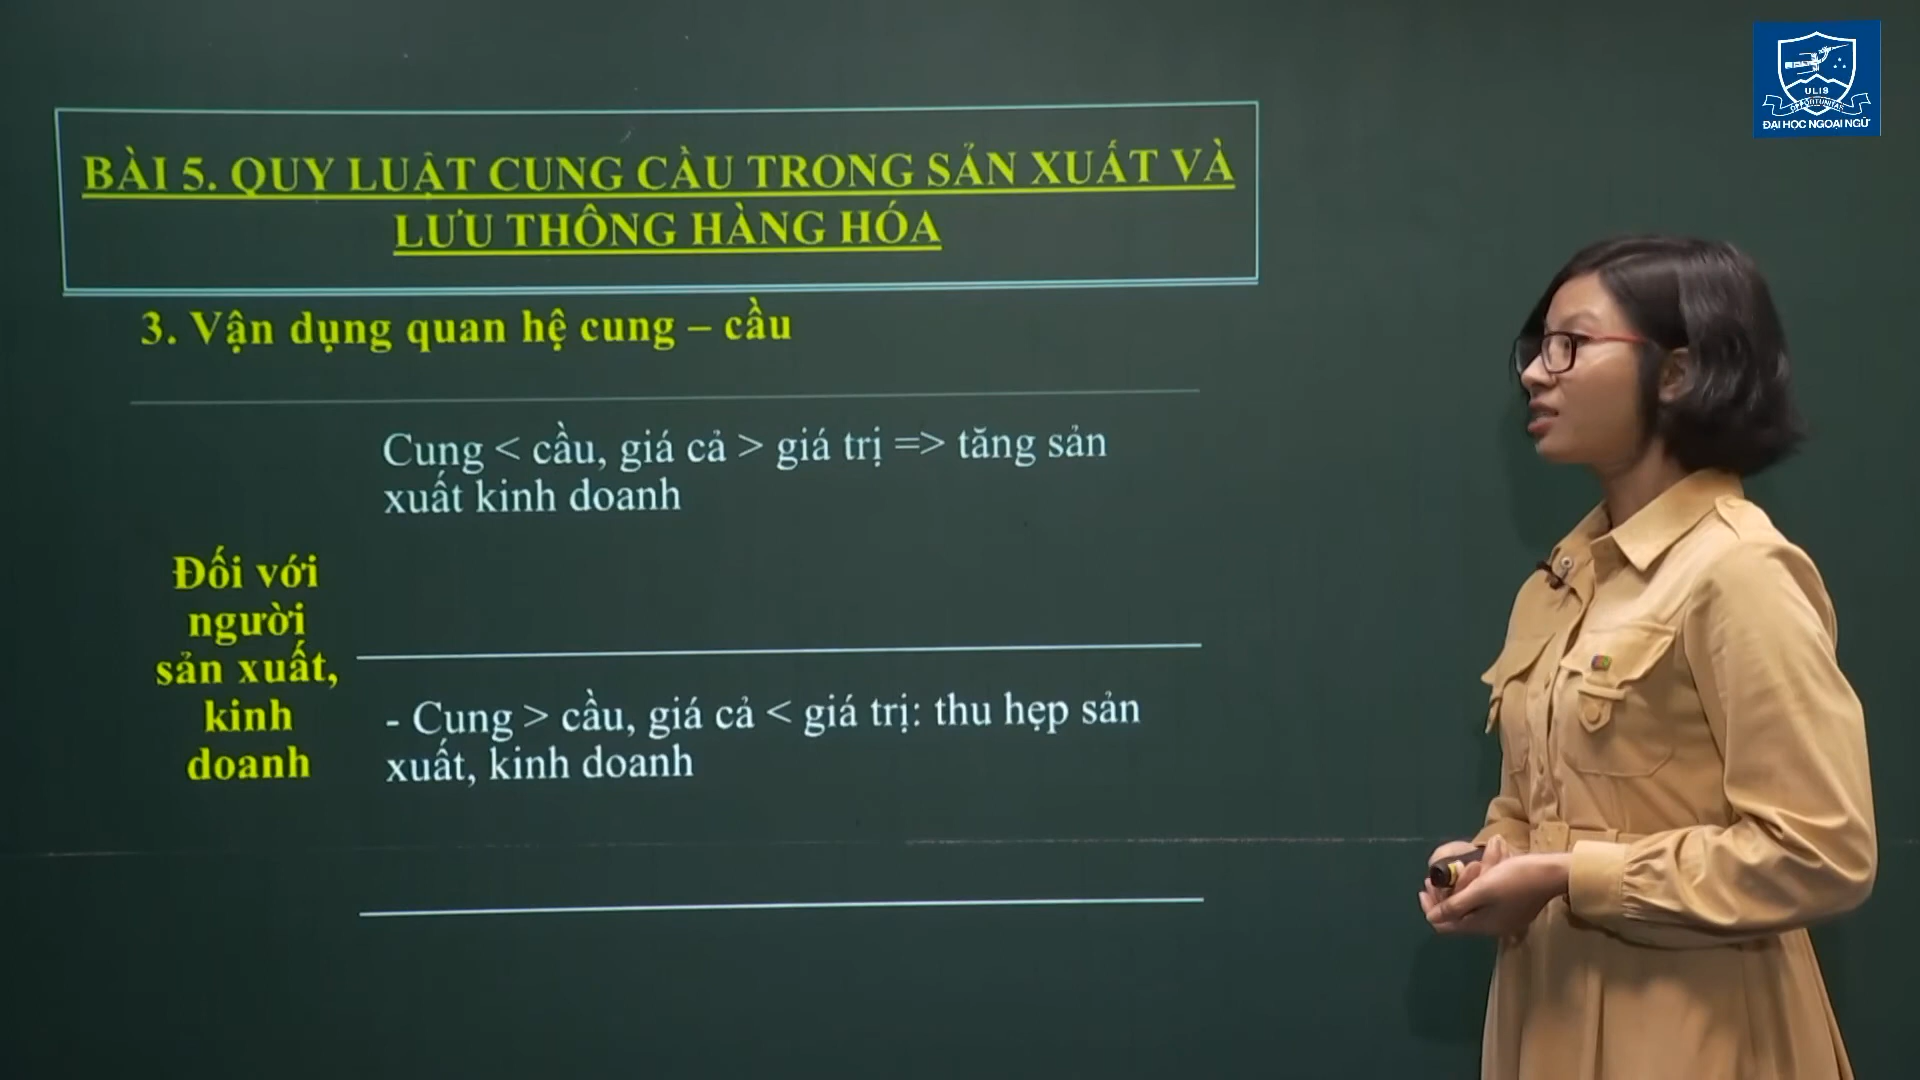 ULIS
ĐẠI HỌC NGOẠI NGỮ
BÀI 5. QUY LUẬT CUNG CẦU TRONG SẢN XUẤT VÀ
LƯU THÔNG HÀNG HÓA
3. Vận dụng quan hệ cung – cầu
Cung < cầu, giá cả > giá trị => tăng sản
xuất kinh doanh
Đối với
người
sản xuất,
kinh
doanh
- Cung > cầu, giá cả < giá trị: thu hẹp sản
xuất, kinh doanh